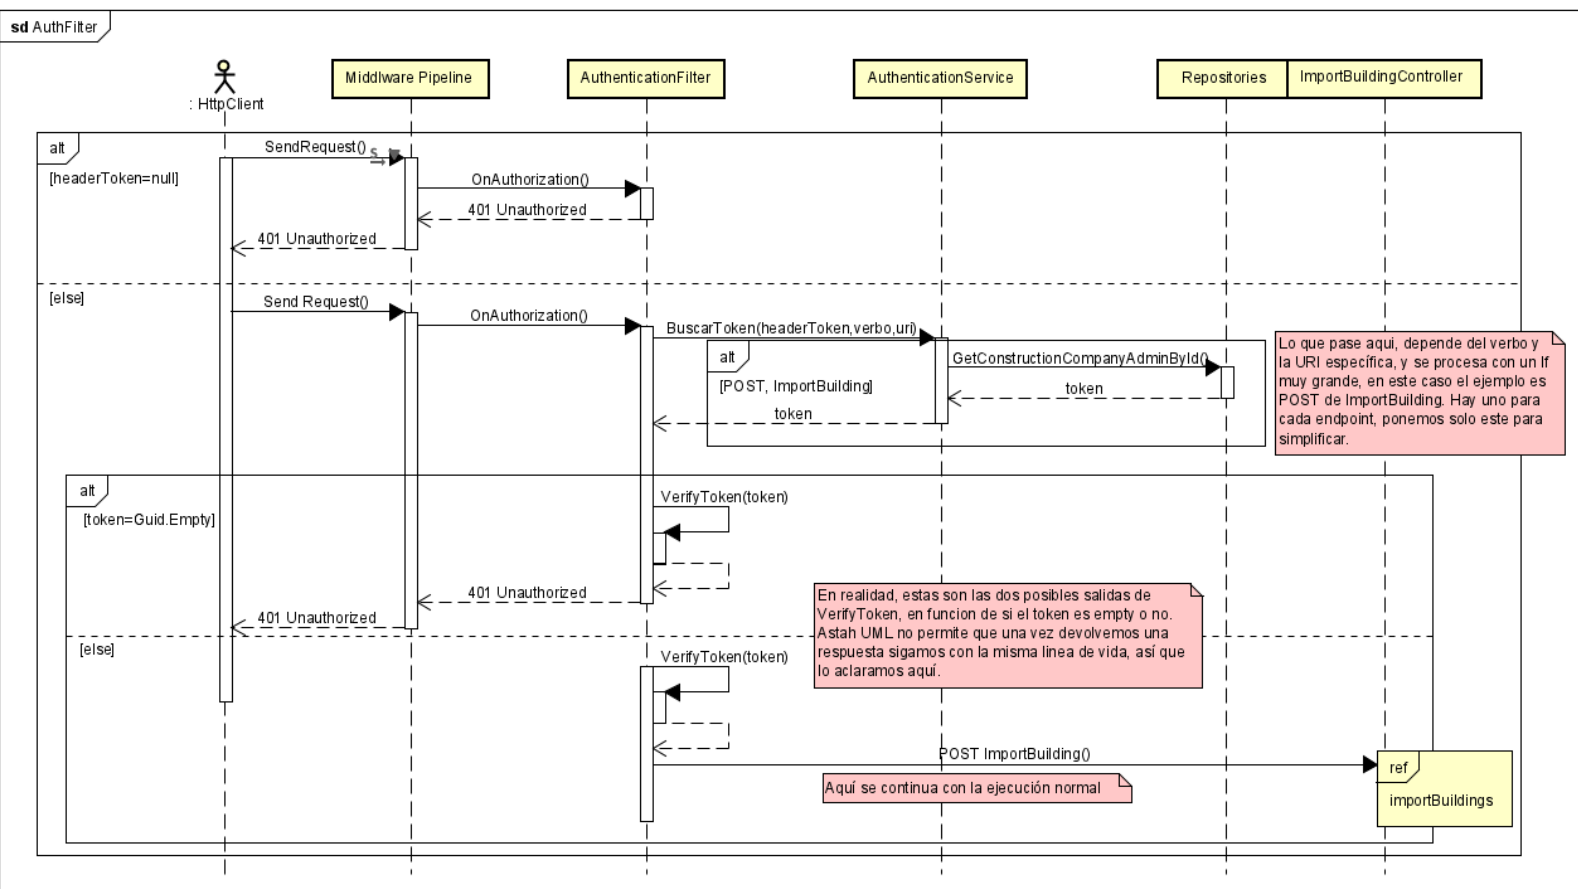 sd AuthFilter
: HttpClient
Middlware Pipeline
AuthenticationFilter
AuthenticationService
Repositories
ImportBuildingController
alt
SendRequest()
[headerToken=null]
OnAuthorization()
401 Unauthorized
401 Unauthorized
[else]
Send Request()
OnAuthorization()
BuscarToken(headerToken,verbo,uri)
alt
GetConstructionCompanyAdminById()
[POST, ImportBuilding]
token
token
Lo que pase aqui, depende del verbo y
la URI específica, y se procesa con un If
muy grande, en este caso el ejemplo es
POST de ImportBuilding. Hay uno para
cada endpoint, ponemos solo este para
simplificar.
alt
VerifyToken(token)
[token=Guid.Empty]
401 Unauthorized
401 Unauthorized
En realidad, estas son las dos posibles salidas de
VerifyToken, en funcion de si el token es empty o no.
Astah UML no permite que una vez devolvemos una
respuesta sigamos con la misma linea de vida, así que
lo aclaramos aquí.
[else]
VerifyToken(token)
POST ImportBuilding()
ref
Aquí se continua con la ejecución normal
importBuildings